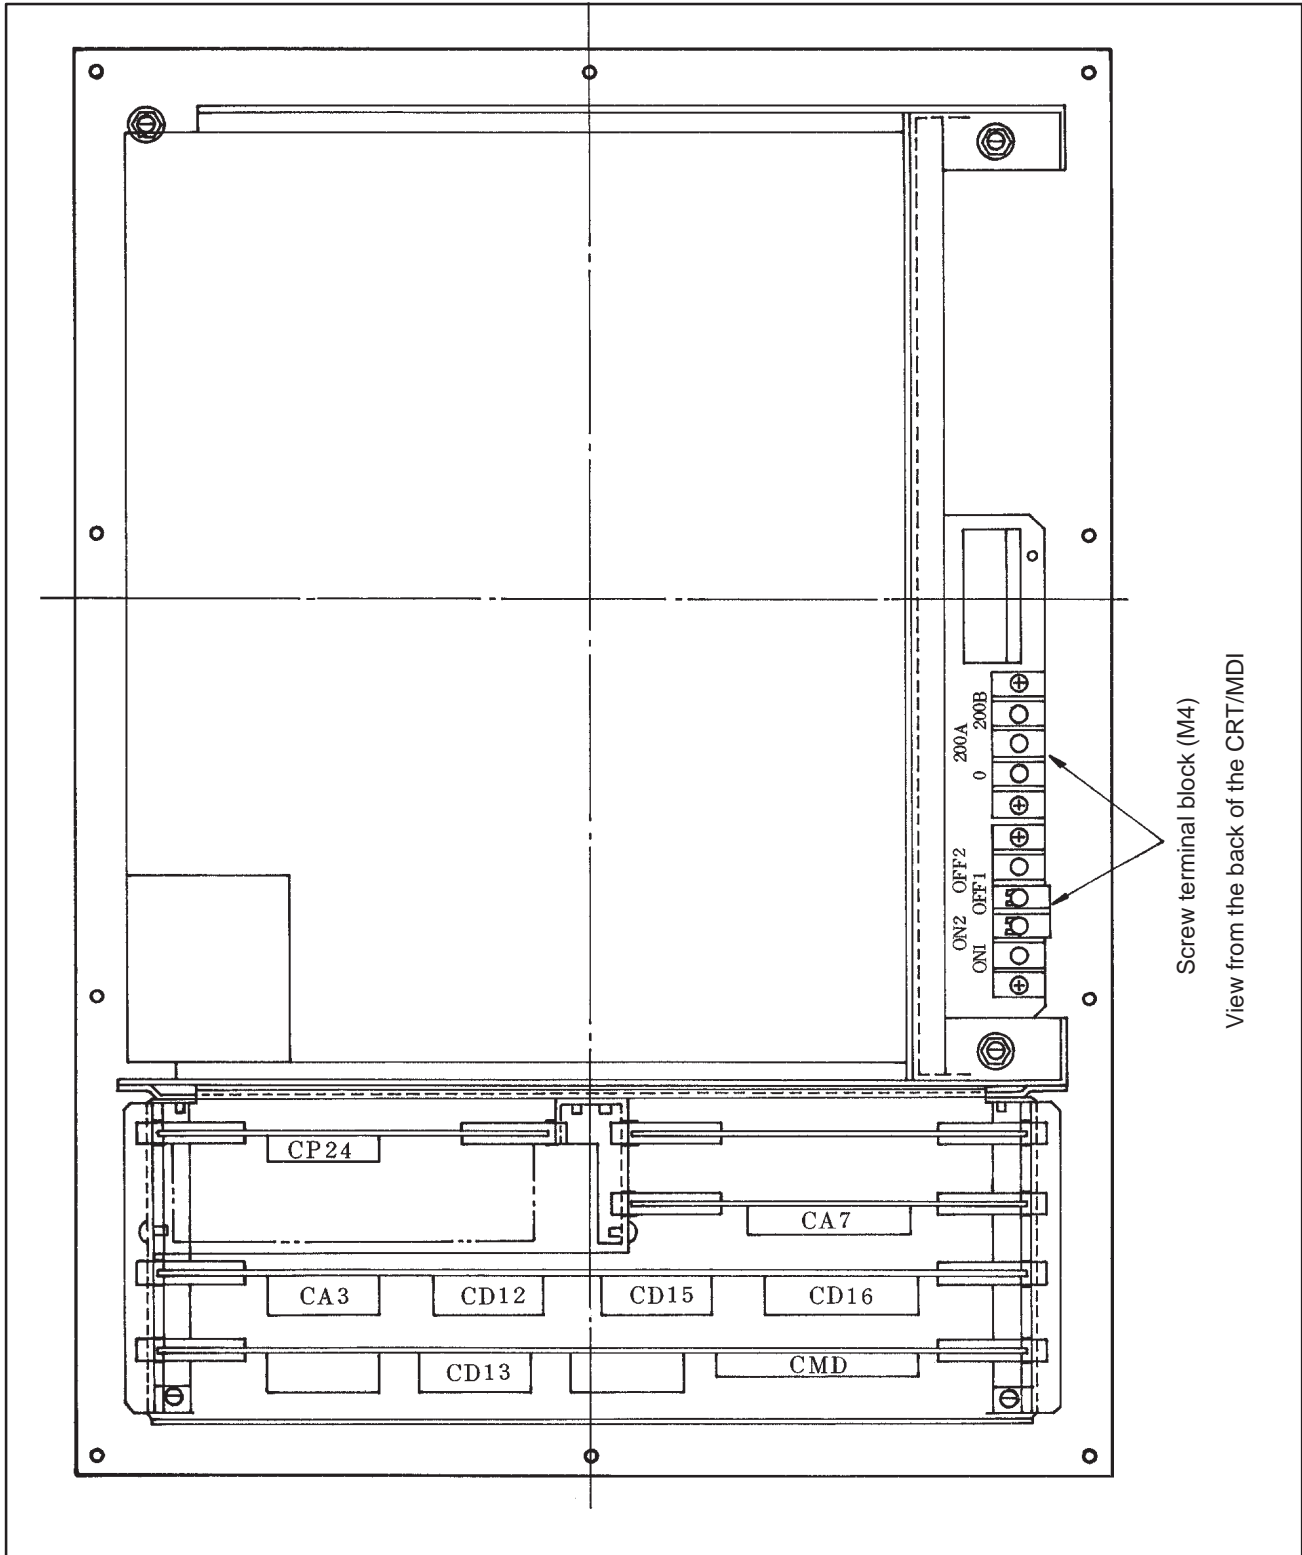 200B
200A
0
OFF2
OFF1
ON2
ON1
Screw terminal block (M4)
View from the back of the CRT/MDI
CP24
CA7
CA3
CD12
CD15
CD16
CD13
CMD